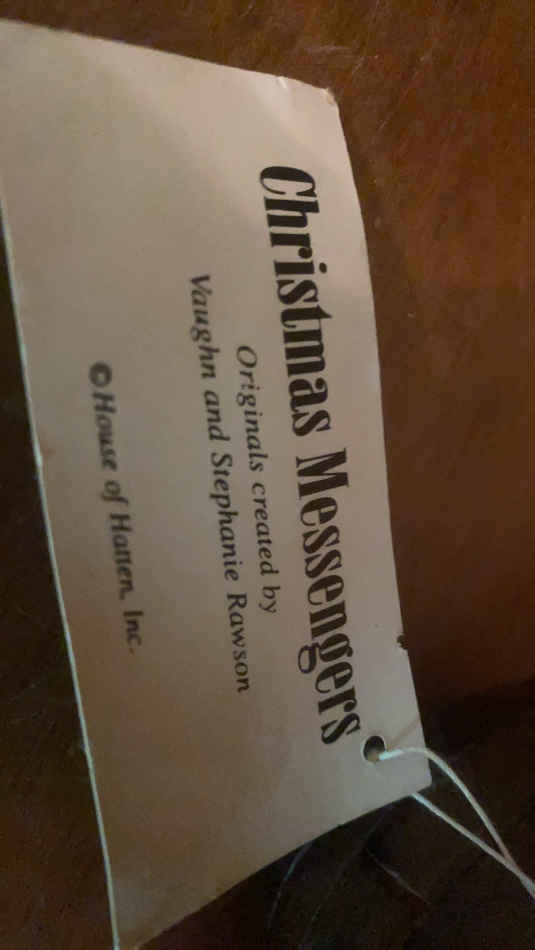 Christmas Messengers
Originals created by
Vaughn and Stephanie Rawson
©House of Hatten, Inc.